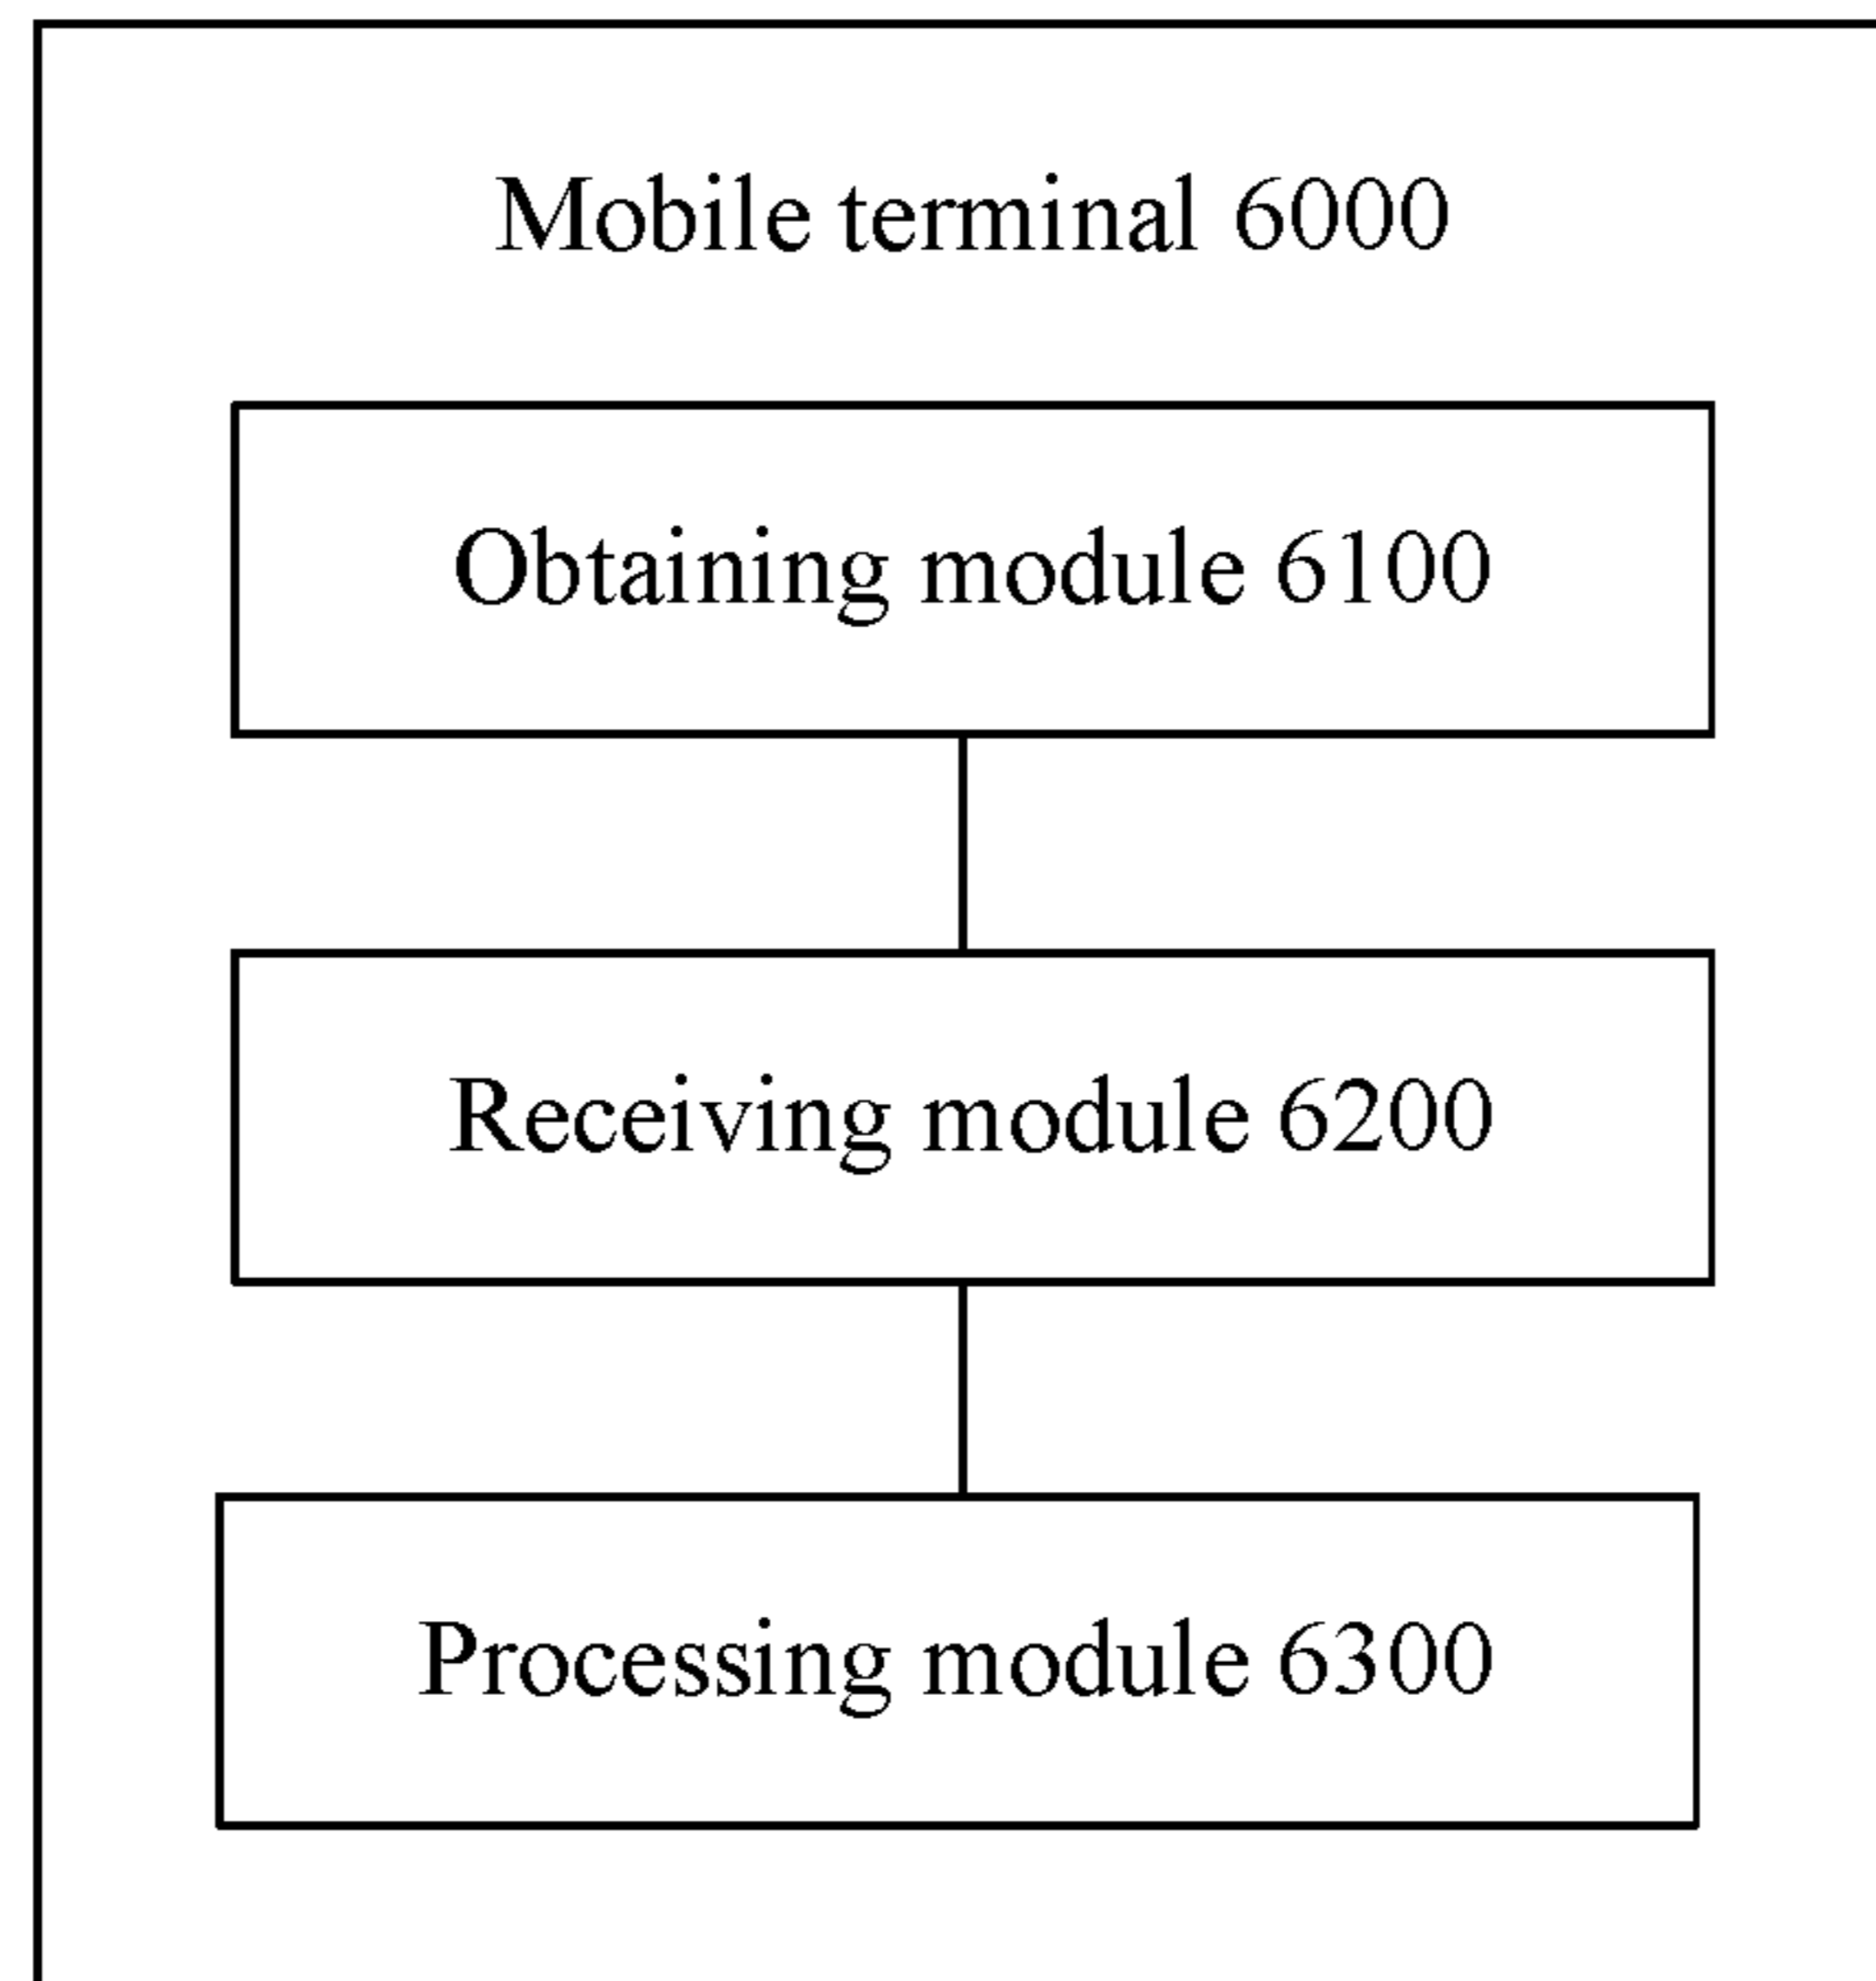 Mobile terminal 6000
Obtaining module 6100
Receiving module 6200
Processing module 6300